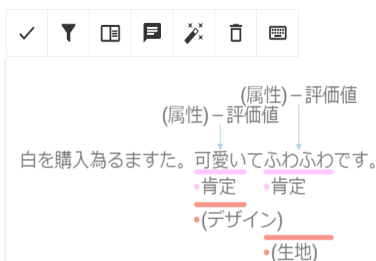 (属性)－評価値
(属性)－評価値
白を購入為るますた。可愛いてふわふわです。
肯定 肯定
(デザイン)
(生地)